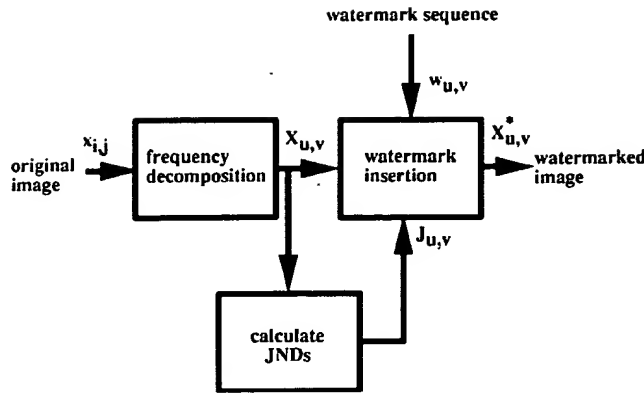 watermark sequence
w_{u,v}
x_{i,j}
X_{u,v}
X^*_{u,v}
original
image
frequency
decomposition
watermark
insertion
watermarked
image
J_{u,v}
calculate
JNDs